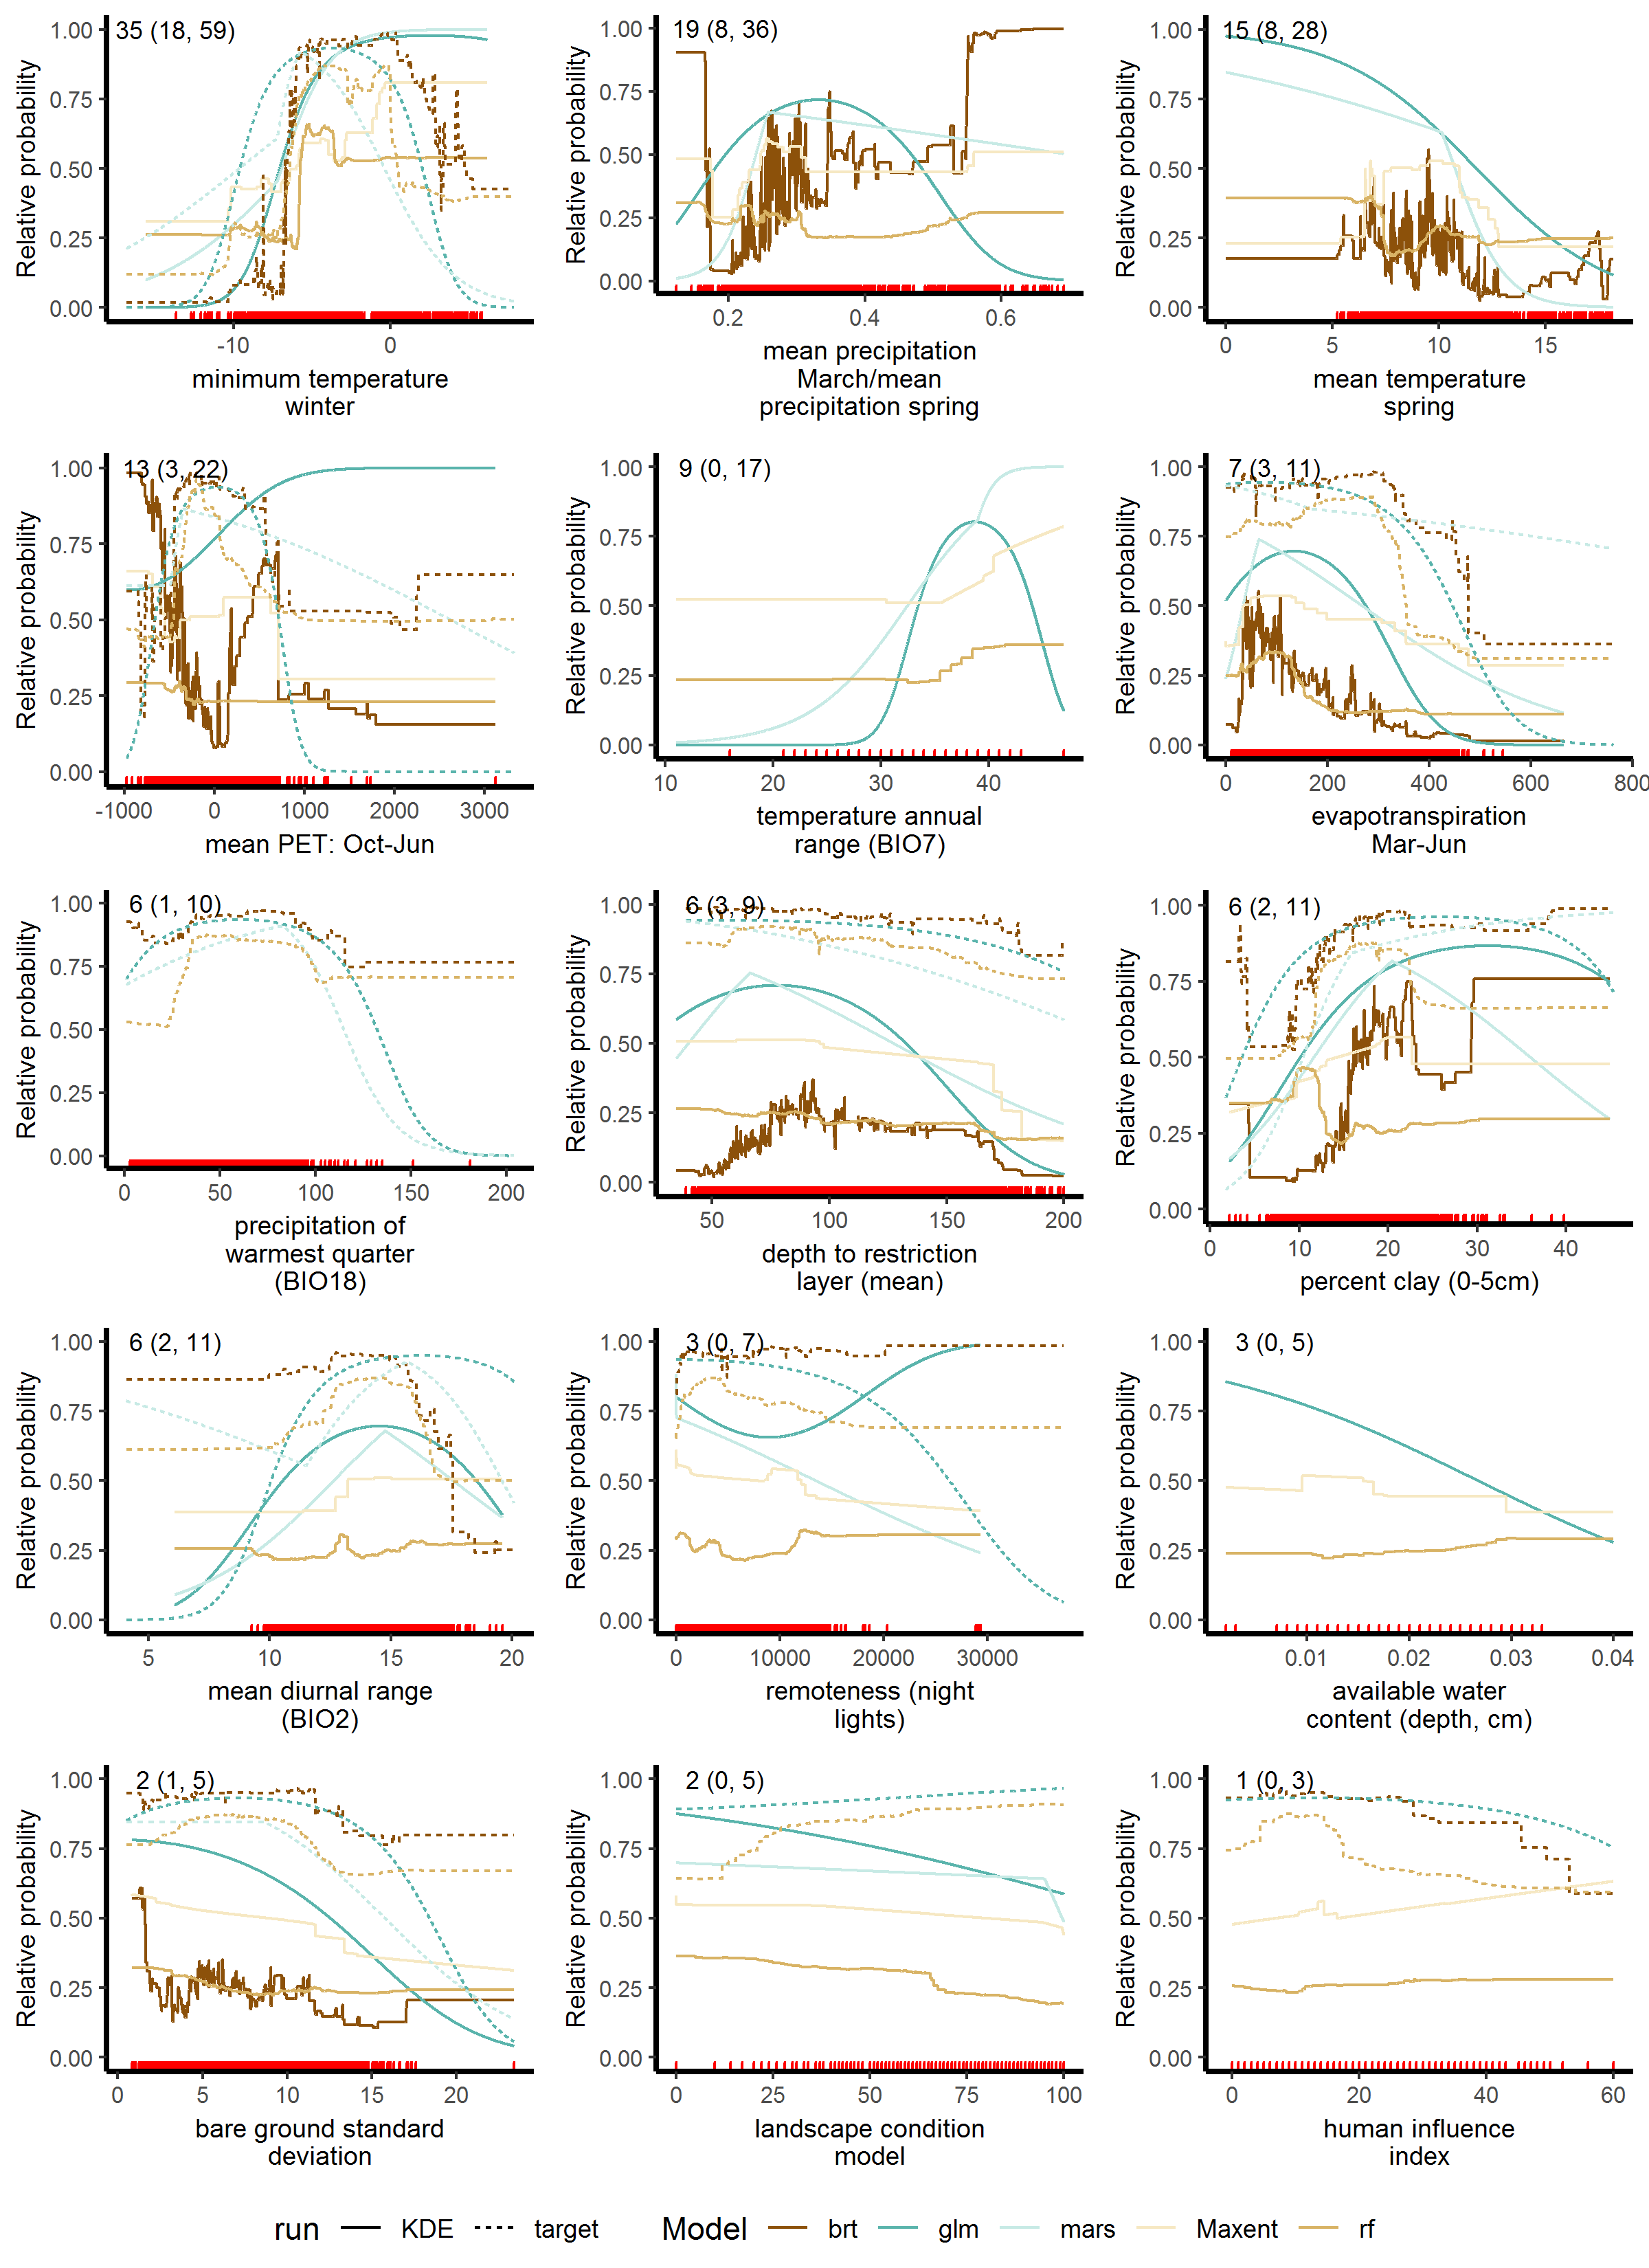 35 (18, 59)
Relative probability
1.00
0.75
0.50
0.25
0.00
-10 0
minimum temperature
winter
19 (8, 36)
Relative probability
1.00
0.75
0.50
0.25
0.00
0.2 0.4 0.6
mean precipitation
March/mean
precipitation spring
15 (8, 28)
Relative probability
1.00
0.75
0.50
0.25
0.00
0 5 10 15
mean temperature
spring
13 (3, 22)
Relative probability
1.00
0.75
0.50
0.25
0.00
-1000 0 1000 2000 3000
mean PET: Oct-Jun
9 (0, 17)
Relative probability
1.00
0.75
0.50
0.25
0.00
10 20 30 40
temperature annual
range (BIO7)
7 (3, 11)
Relative probability
1.00
0.75
0.50
0.25
0.00
0 200 400 600 800
evapotranspiration
Mar-Jun
6 (1, 10)
Relative probability
1.00
0.75
0.50
0.25
0.00
0 50 100 150 200
precipitation of
warmest quarter
(BIO18)
6 (3, 9)
Relative probability
1.00
0.75
0.50
0.25
0.00
50 100 150 200
depth to restriction
layer (mean)
6 (2, 11)
Relative probability
1.00
0.75
0.50
0.25
0.00
0 10 20 30 40
percent clay (0-5cm)
6 (2, 11)
Relative probability
1.00
0.75
0.50
0.25
0.00
5 10 15 20
mean diurnal range
(BIO2)
3 (0, 7)
Relative probability
1.00
0.75
0.50
0.25
0.00
0 10000 20000 30000
remoteness (night
lights)
3 (0, 5)
Relative probability
1.00
0.75
0.50
0.25
0.00
0.01 0.02 0.03 0.04
available water
content (depth, cm)
2 (1, 5)
Relative probability
1.00
0.75
0.50
0.25
0.00
0 5 10 15 20
bare ground standard
deviation
2 (0, 5)
Relative probability
1.00
0.75
0.50
0.25
0.00
0 25 50 75 100
landscape condition
model
1 (0, 3)
Relative probability
1.00
0.75
0.50
0.25
0.00
0 20 40 60
human influence
index
run KDE target Model brt glm mars Maxent rf